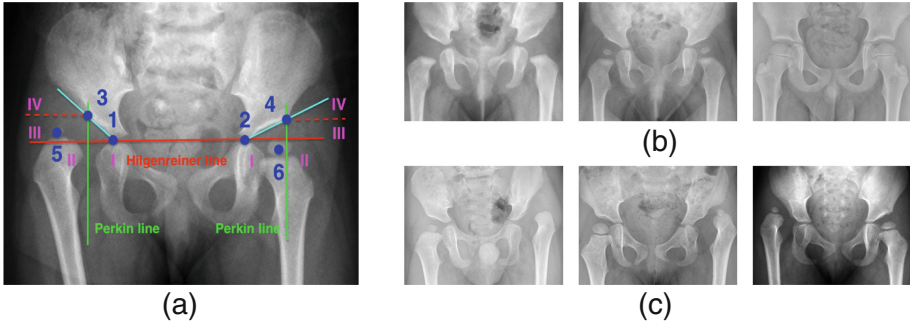 3
4
IV
IV
1
2
III
III
5
II
I
Hilgenreiner line
I
6
II
Perkin line
Perkin line
(a)
(b)
(c)